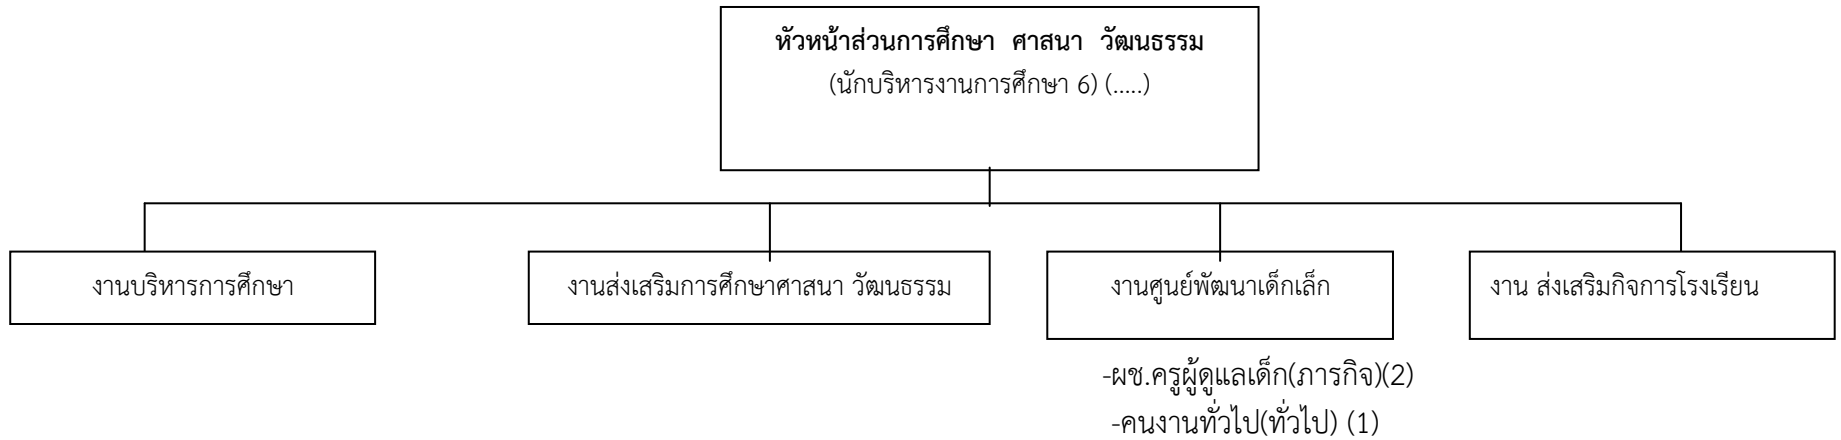 หัวหน้าส่วนการศึกษา ศาสนา วัฒนธรรม
(นักบริหารงานการศึกษา 6) (.....)
งานบริหารการศึกษา
งานส่งเสริมการศึกษาศาสนา วัฒนธรรม
งานศูนย์พัฒนาเด็กเล็ก
งาน ส่งเสริมกิจการโรงเรียน
-ผช.ครูผู้ดูแลเด็ก(ภารกิจ)(2)
-คนงานทั่วไป(ทั่วไป) (1)